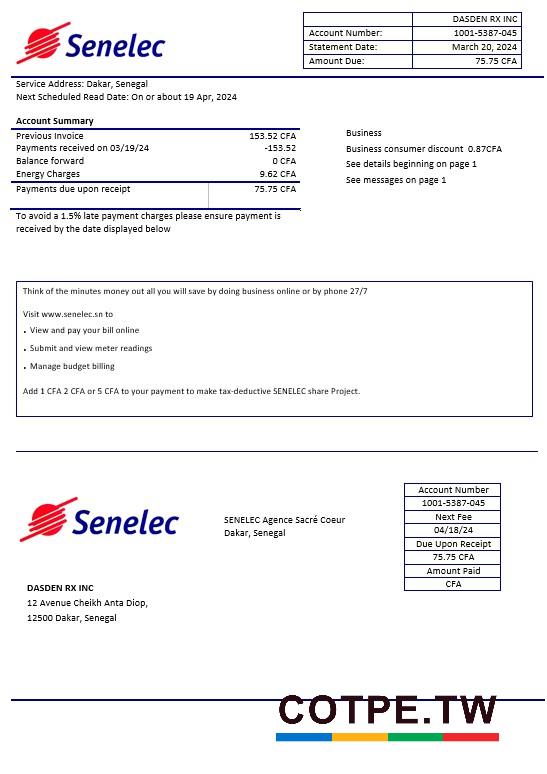 Senelec
DASDEN RX INC
Account Number: 1001-5387-045
Statement Date: March 20, 2024
Amount Due: 75.75 CFA
Service Address: Dakar, Senegal
Next Scheduled Read Date: On or about 19 Apr, 2024
Account Summary
Previous Invoice 153.52 CFA
Payments received on 03/19/24 -153.52
Balance forward 0 CFA
Energy Charges 9.62 CFA
Payments due upon receipt 75.75 CFA
Business
Business consumer discount 0.87CFA
See details beginning on page 1
See messages on page 1
To avoid a 1.5% late payment charges please ensure payment is
received by the date displayed below
Think of the minutes money out all you will save by doing business online or by phone 27/7
Visit www.senelec.sn to
• View and pay your bill online
• Submit and view meter readings
• Manage budget billing
Add 1 CFA 2 CFA or 5 CFA to your payment to make tax-deductive SENELEC share Project.
Senelec
SENELEC Agence Sacré Coeur
Dakar, Senegal
Account Number
1001-5387-045
Next Fee
04/18/24
Due Upon Receipt
75.75 CFA
Amount Paid
CFA
DASDEN RX INC
12 Avenue Cheikh Anta Diop,
12500 Dakar, Senegal
COTPE.TW